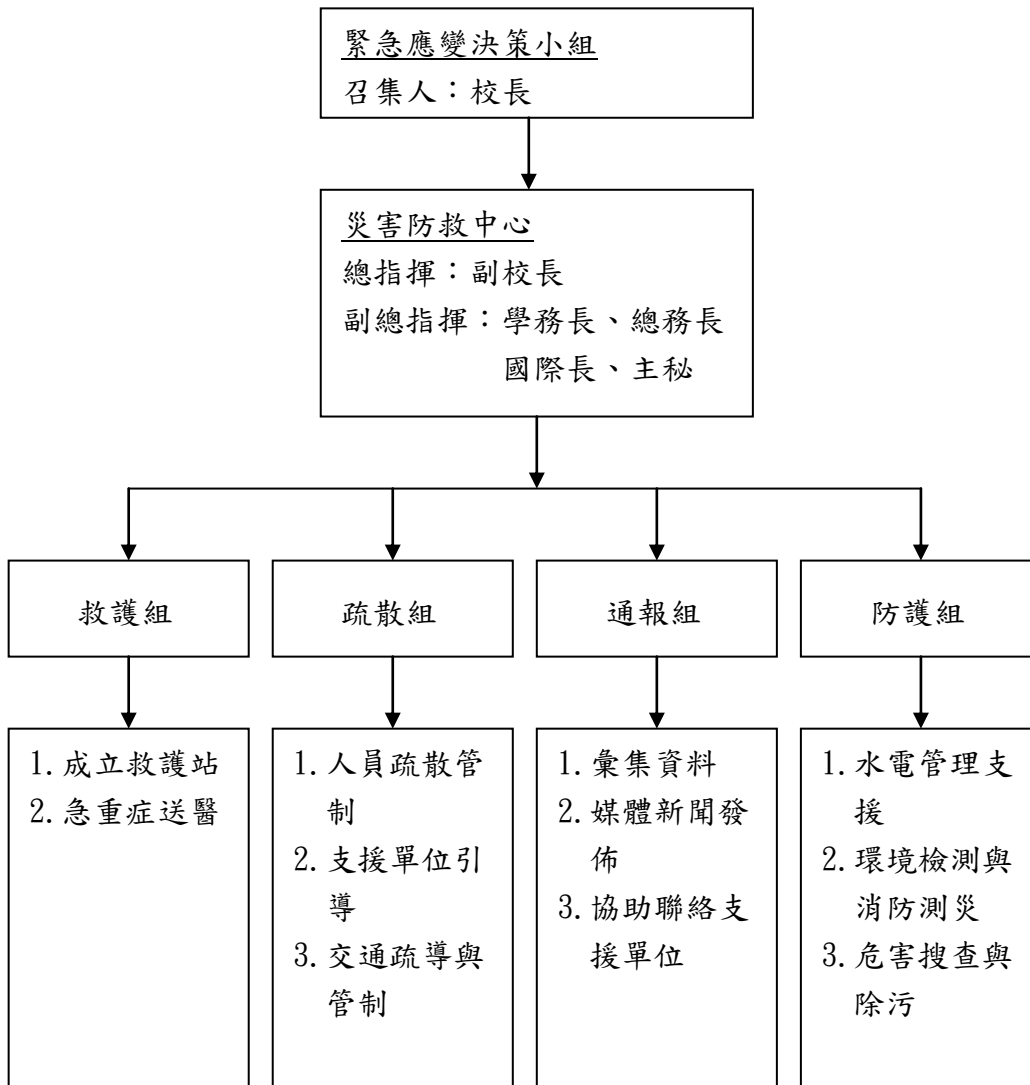 緊急應變決策小組
召集人：校長
災害防救中心
總指揮：副校長
副總指揮：學務長、總務長
國際長、主秘
救護組
疏散組
通報組
防護組
1.成立救護站
2.急重症送醫
1.人員疏散管
制
2.支援單位引
導
3.交通疏導與
管制
1.彙集資料
2.媒體新聞發
佈
3.協助聯絡支
援單位
1.水電管理支
援
2.環境檢測與
消防測災
3.危害搜查與
除污